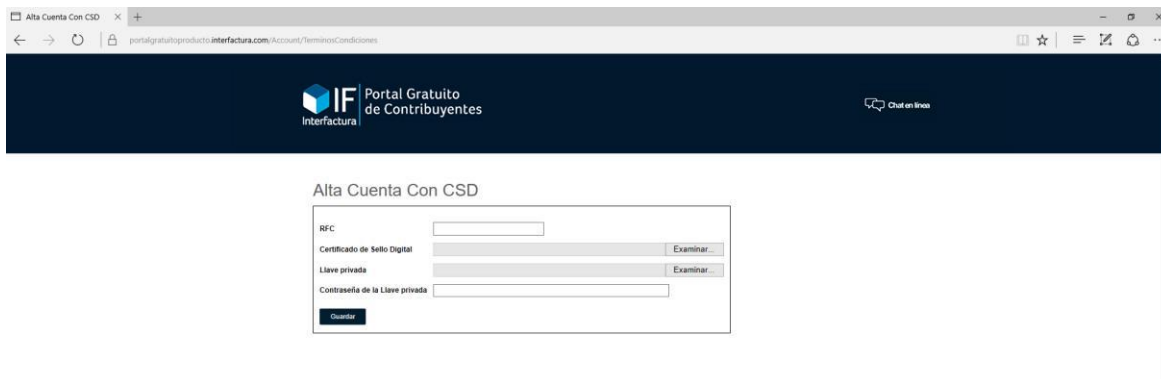 Alta Cuenta Con CSD
portalgratuitoproducto.interfactura.com/Account/TerminosCondiciones
IF
Interfactura
Portal Gratuito
de Contribuyentes
Chat en línea
Alta Cuenta Con CSD
RFC
Certificado de Sello Digital
Examinar...
Llave privada
Examinar...
Contraseña de la Llave privada
Guardar